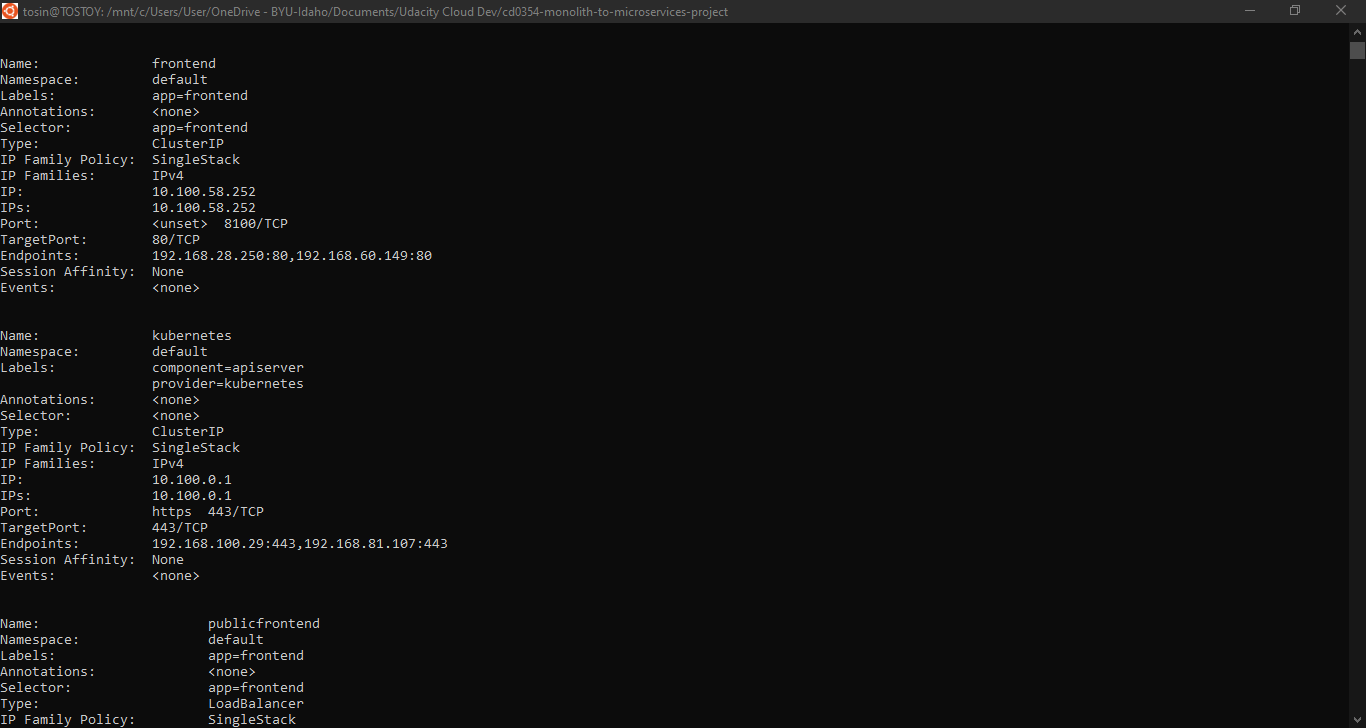 tosin@TOSTOY: /mnt/c/Users/User/OneDrive - BYU-Idaho/Documents/Udacity Cloud Dev/cd0354-monolith-to-microservices-project
Name:              frontend
Namespace:         default
Labels:            app=frontend
Annotations:       <none>
Selector:          app=frontend
Type:              ClusterIP
IP Family Policy:  SingleStack
IP Families:       IPv4
IP:                10.100.58.252
IPs:               10.100.58.252
Port:              <unset>  8100/TCP
TargetPort:        80/TCP
Endpoints:         192.168.28.250:80,192.168.60.149:80
Session Affinity:  None
Events:            <none>
Name:              kubernetes
Namespace:         default
Labels:            component=apiserver
                   provider=kubernetes
Annotations:       <none>
Selector:          <none>
Type:              ClusterIP
IP Family Policy:  SingleStack
IP Families:       IPv4
IP:                10.100.0.1
IPs:               10.100.0.1
Port:              https  443/TCP
TargetPort:        443/TCP
Endpoints:         192.168.100.29:443,192.168.81.107:443
Session Affinity:  None
Events:            <none>
Name:                     publicfrontend
Namespace:                default
Labels:                   app=frontend
Annotations:              <none>
Selector:                 app=frontend
Type:                     LoadBalancer
IP Family Policy:         SingleStack